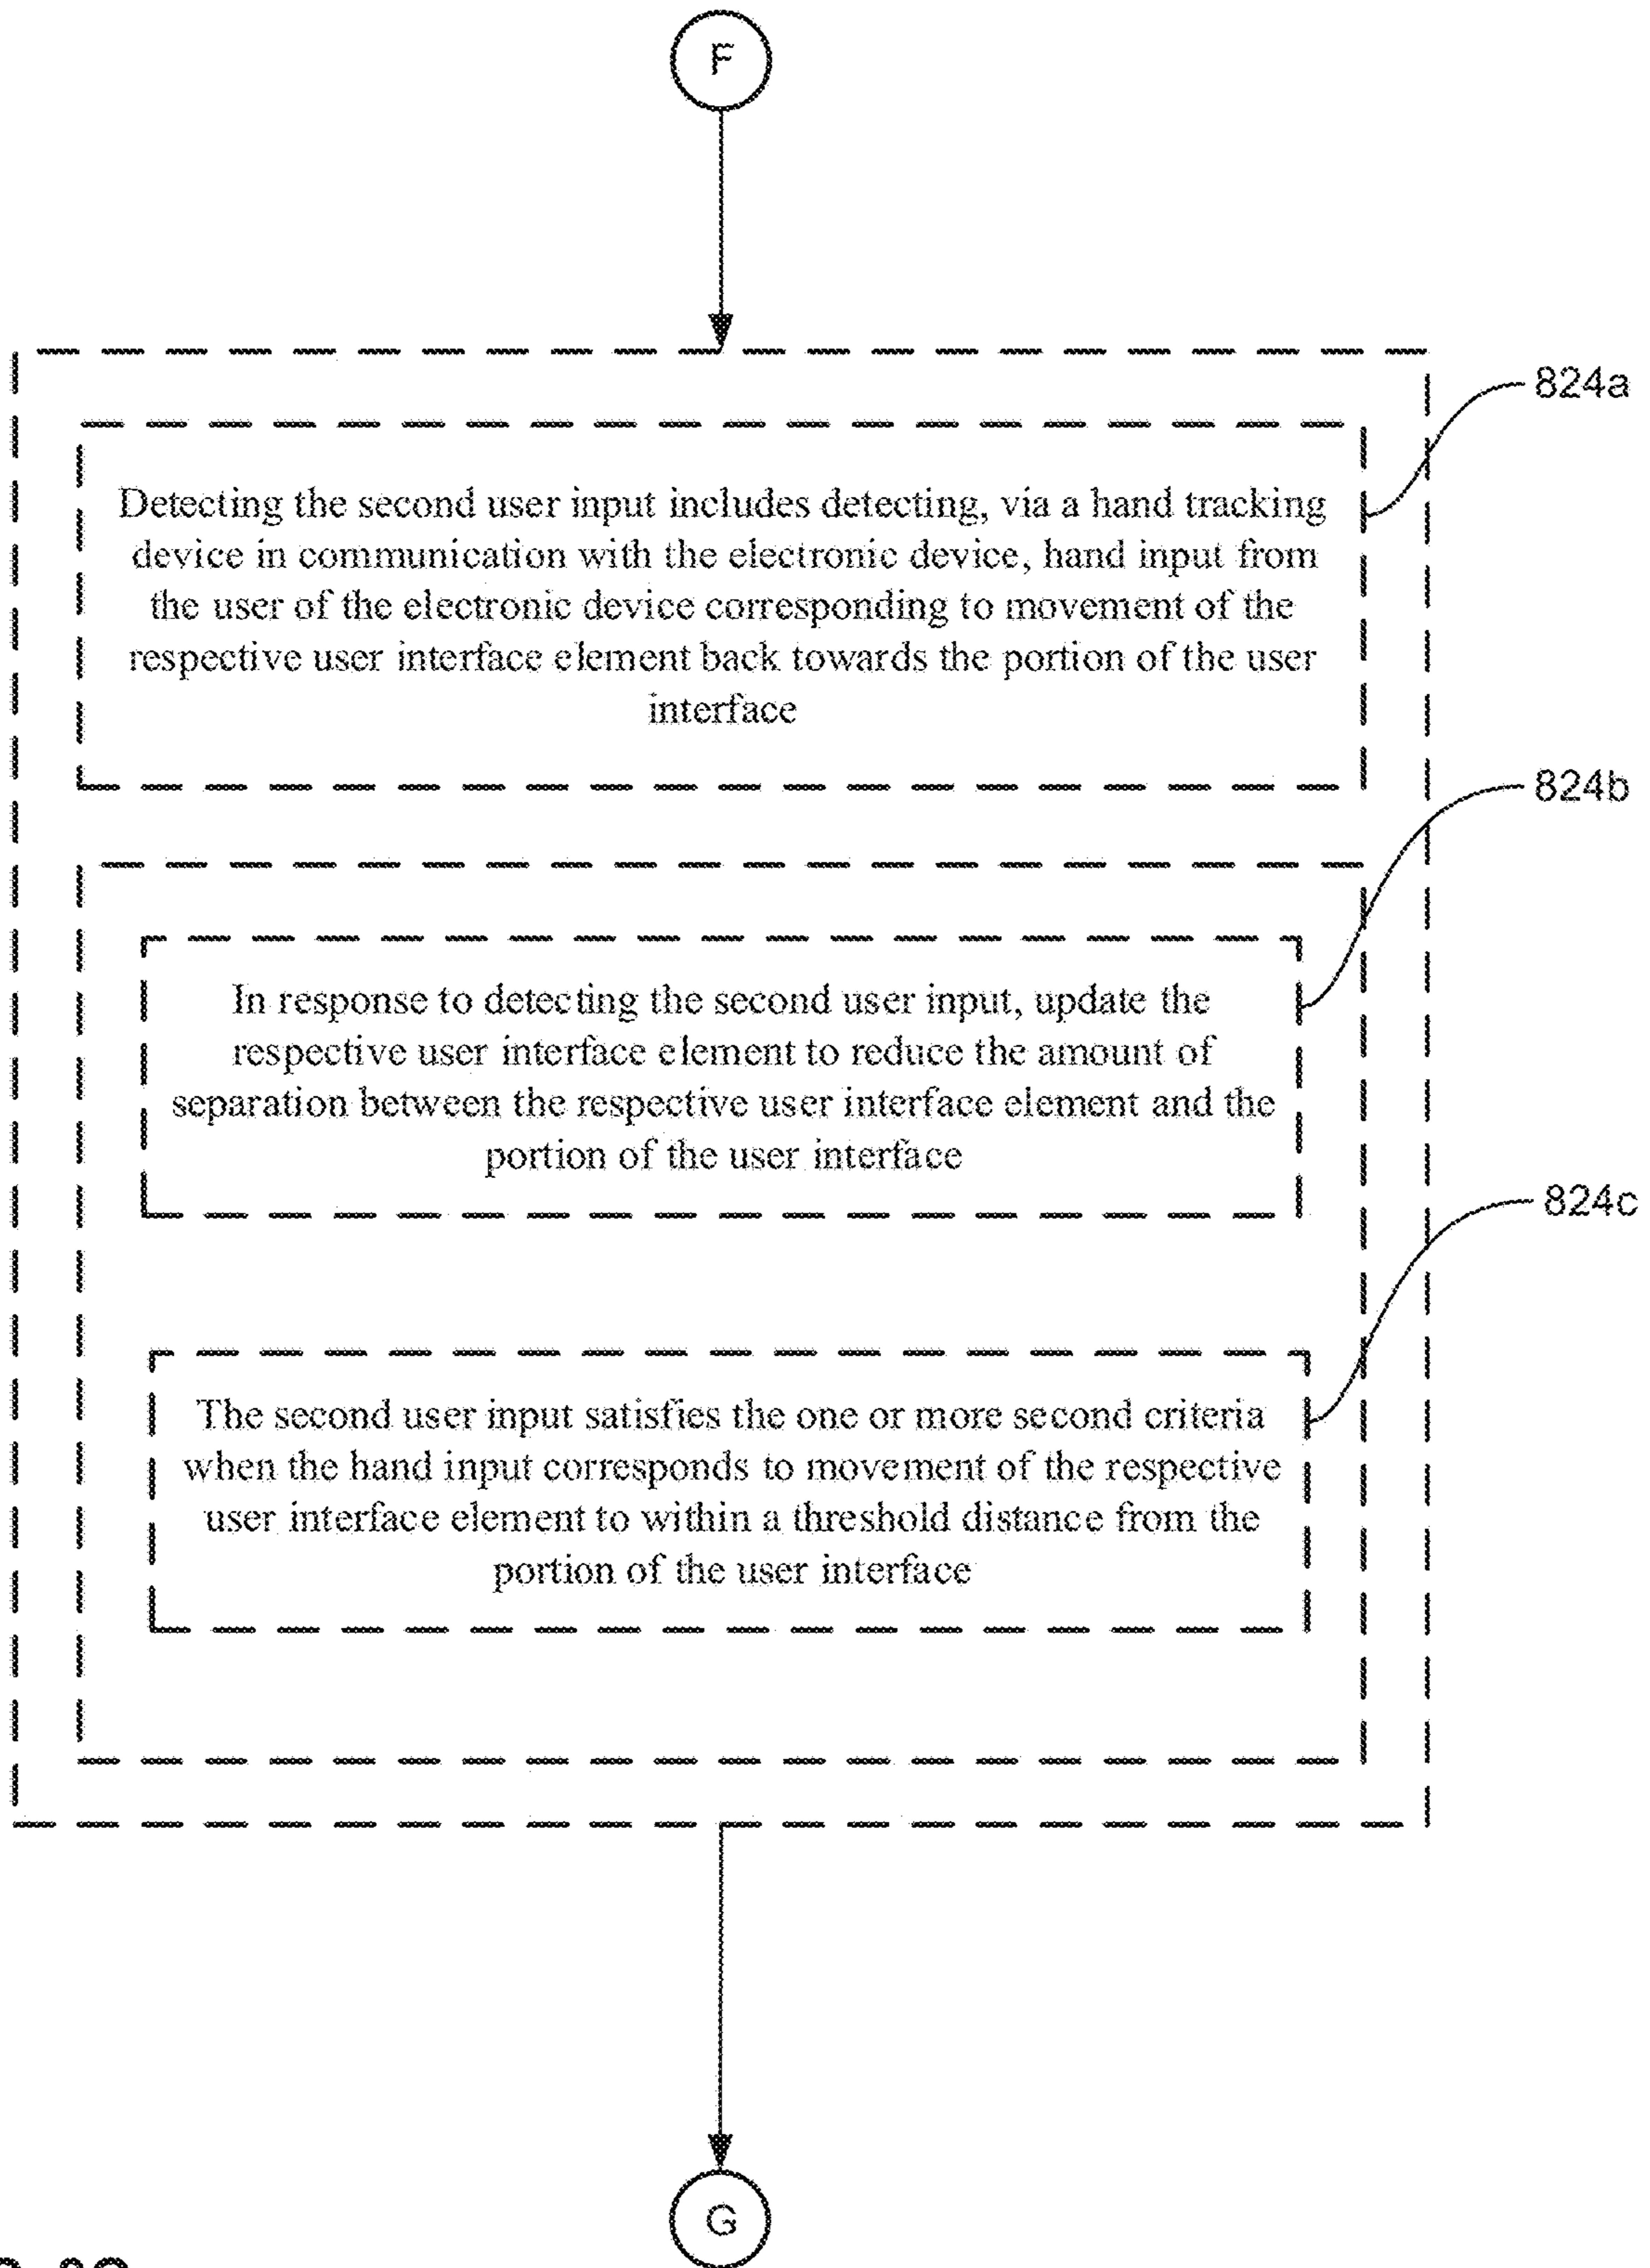 F
824a
Detecting the second user input includes detecting, via a hand tracking
device in communication with the electronic device, hand input from
the user of the electronic device corresponding to movement of the
respective user interface element back towards the portion of the user
interface
824b
In response to detecting the second user input, update the
respective user interface element to reduce the amount of
separation between the respective user interface element and the
portion of the user interface
824c
The second user input satisfies the one or more second criteria
when the hand input corresponds to movement of the respective
user interface element to within a threshold distance from the
portion of the user interface
G